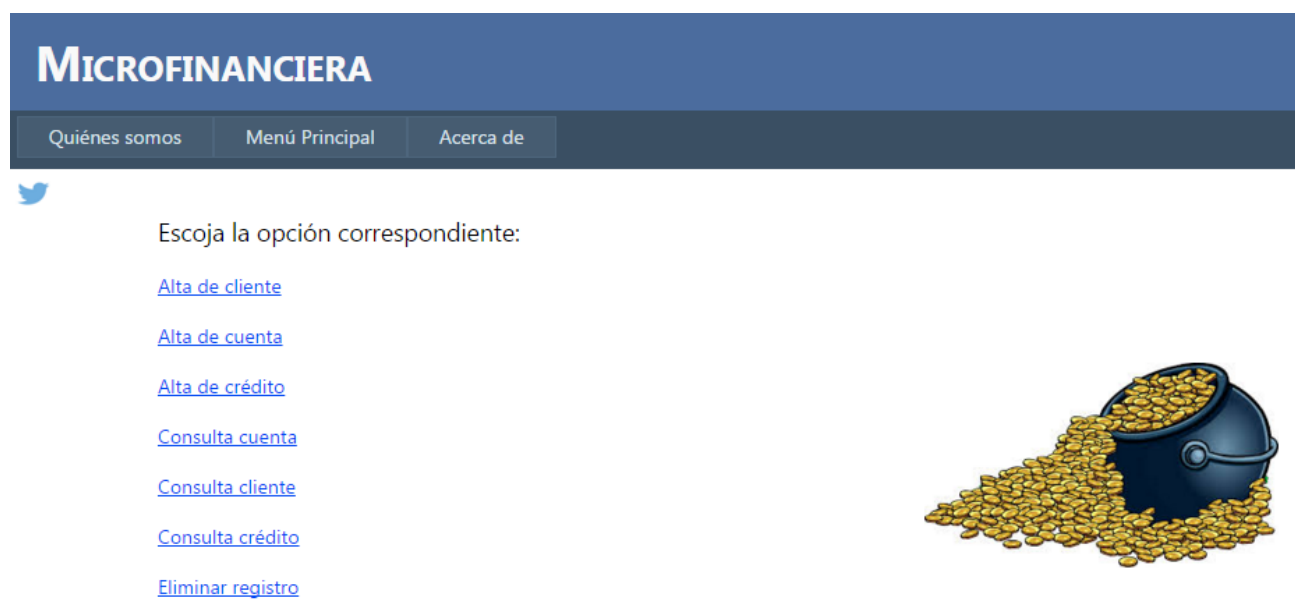 MICROFINANCIERA
Quiénes somos Menú Principal Acerca de
Escoja la opción correspondiente:
Alta de cliente
Alta de cuenta
Alta de crédito
Consulta cuenta
Consulta cliente
Consulta crédito
Eliminar registro